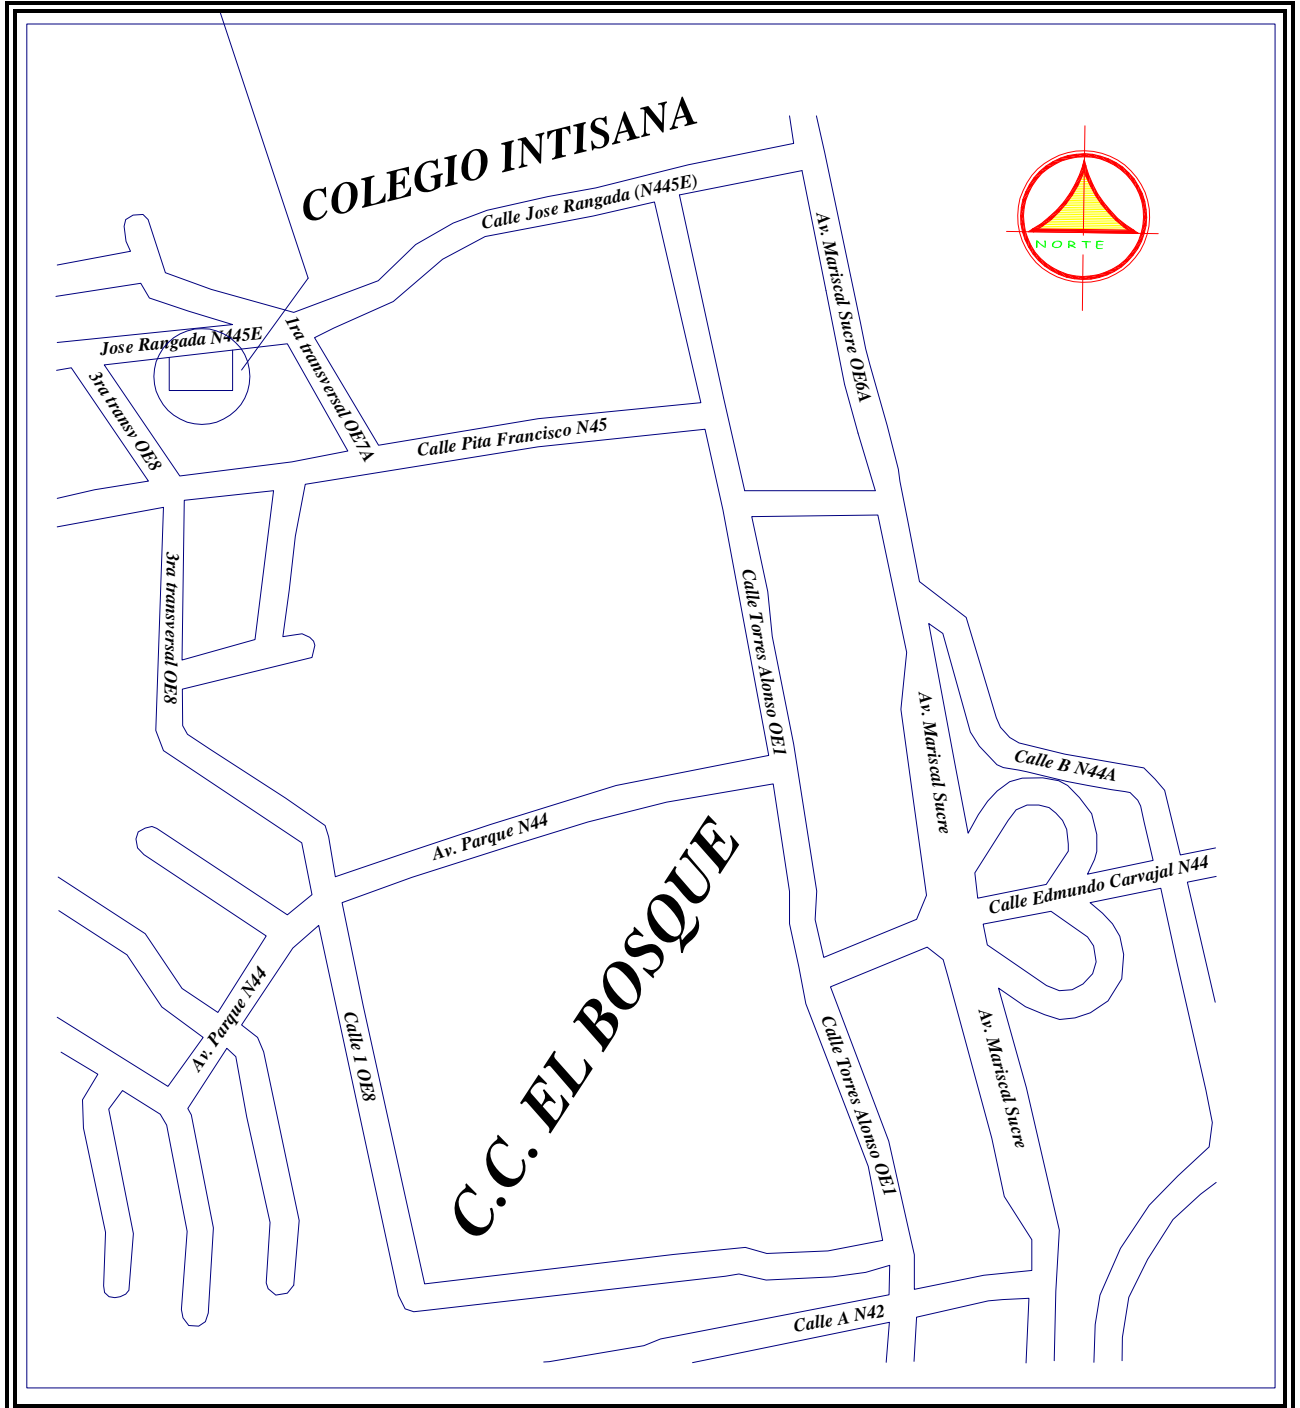 COLEGIO INTISANA
Calle Jose Rangada (N445E)
Av. Mariscal Sucre OE6A
NORTE
Jose Rangada N445E
1ra transversal OE7A
3ra transv OE8
Calle Pita Francisco N45
3ra transversal OE8
Calle Torres Alonso OE1
Av. Mariscal Sucre
Calle B N44A
Av. Parque N44
C.C. EL BOSQUE
Calle Edmundo Carvajal N44
Av. Parque N44
Calle 1 OE8
Calle Torres Alonso OE1
Av. Mariscal Sucre
Calle A N42